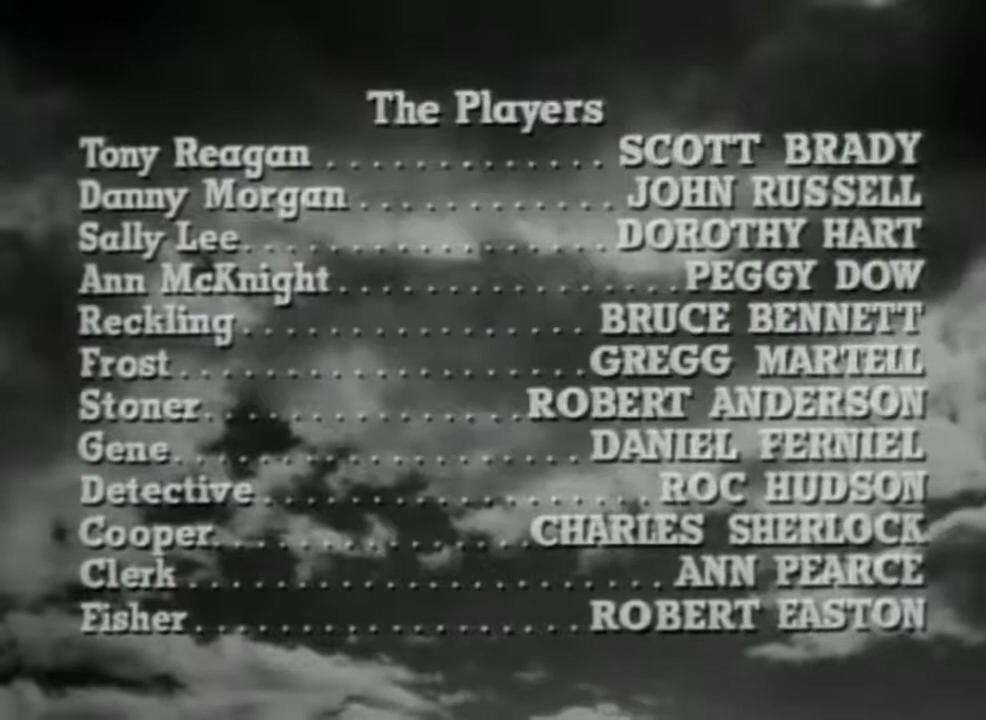 The Players
Tony Reagan . . . . . . . . . . . . . SCOTT BRADY
Danny Morgan . . . . . . . . . . . . JOHN RUSSELL
Sally Lee. . . . . . . . . . . . . . . . . DOROTHY HART
Ann McKnight . . . . . . . . . . . . . . . . PEGGY DOW
Reckling . . . . . . . . . . . . . . . . BRUCE BENNETT
Frost . . . . . . . . . . . . . . . . . . . GREGG MARTELL
Stoner. . . . . . . . . . . . . . . ROBERT ANDERSON
Gene. . . . . . . . . . . . . . . . . . . DANIEL FERNIEL
Detective . . . . . . . . . . . . . . . . . . ROC HUDSON
Cooper. . . . . . . . . . . . . . CHARLES SHERLOCK
Clerk . . . . . . . . . . . . . . . . . . . . . . ANN PEARCE
Fisher . . . . . . . . . . . . . . . . . . ROBERT EASTON